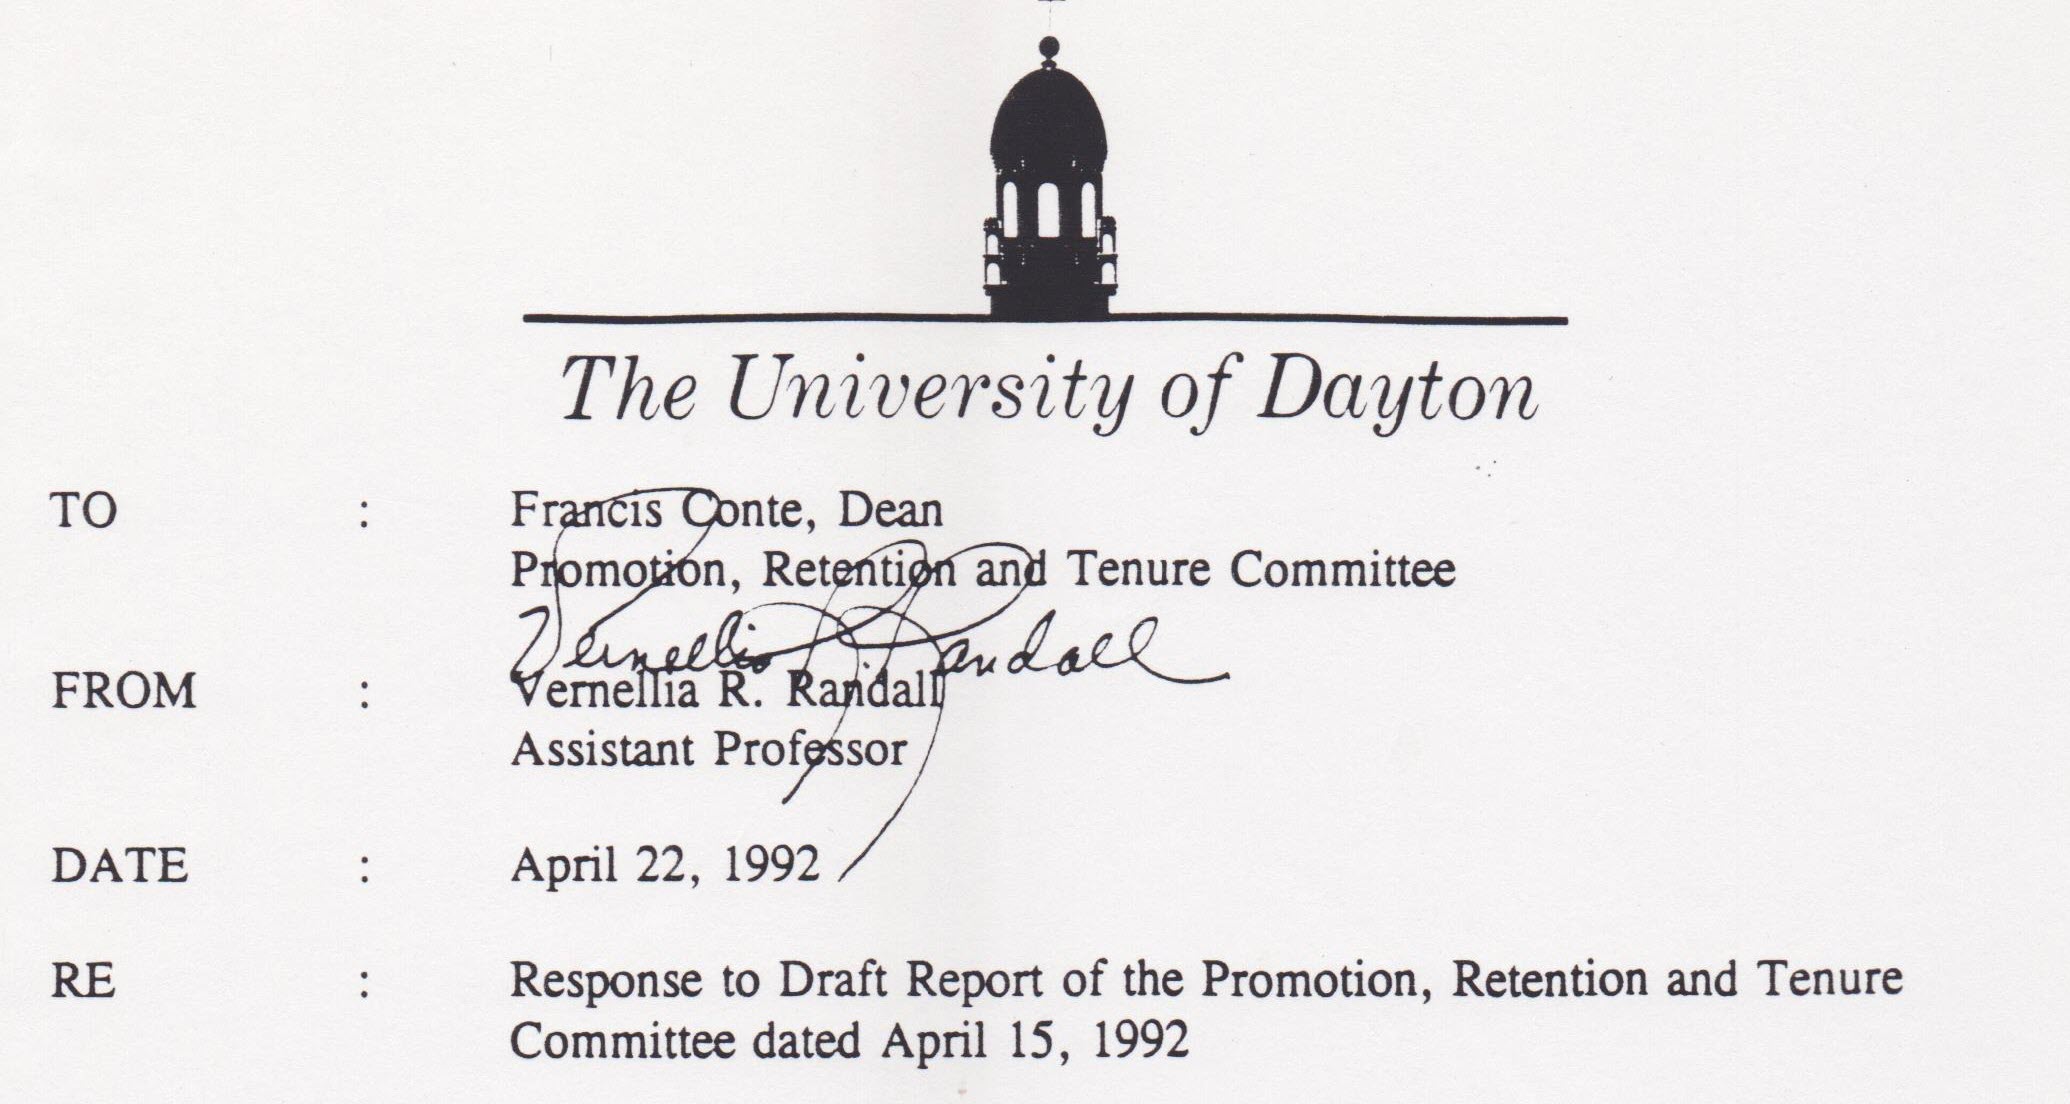 The University of Dayton
TO : Francis Conte, Dean
Promotion, Retention and Tenure Committee
Vernellia R Randall
FROM : Vernellia R. Randall
Assistant Professor
DATE : April 22, 1992
RE : Response to Draft Report of the Promotion, Retention and Tenure
Committee dated April 15, 1992